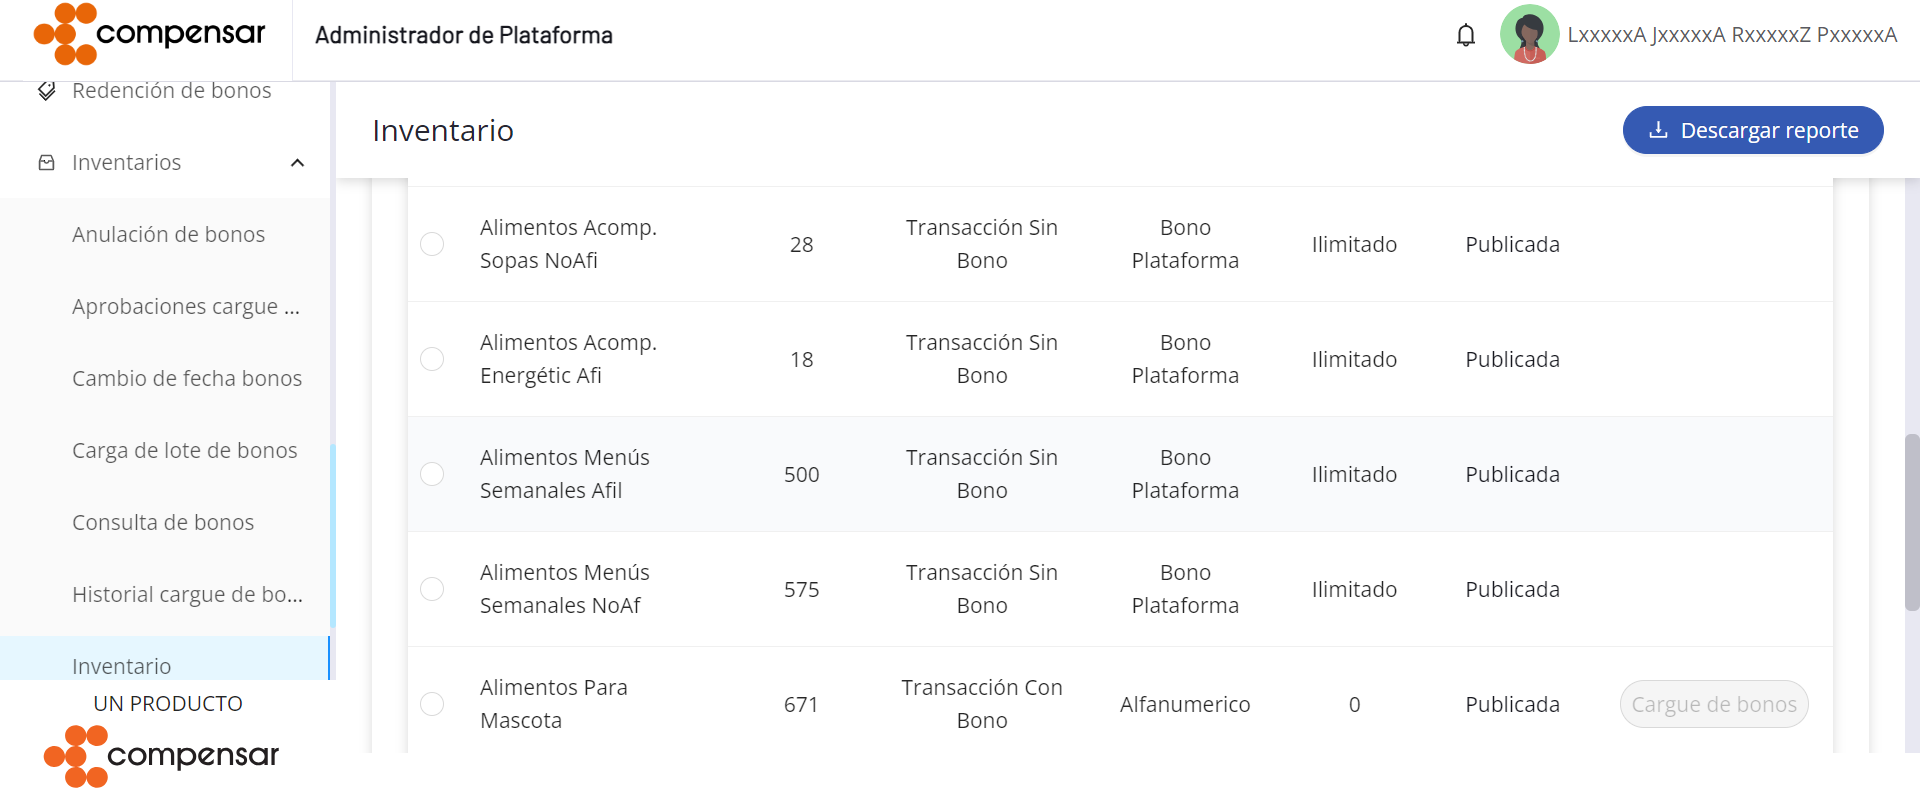 compensar
Administrador de Plataforma
LxxxxxA JxxxxxA RxxxxxZ PxxxxxA
Redención de bonos
Inventarios
Anulación de bonos
Aprobaciones cargue ...
Cambio de fecha bonos
Carga de lote de bonos
Consulta de bonos
Historial cargue de bo...
Inventario
UN PRODUCTO
compensar
Inventario
Descargar reporte
Alimentos Acomp.
Sopas NoAfi
28
Transacción Sin
Bono
Bono
Plataforma
Ilimitado
Publicada
Alimentos Acomp.
Energétic Afi
18
Transacción Sin
Bono
Bono
Plataforma
Ilimitado
Publicada
Alimentos Menús
Semanales Afil
500
Transacción Sin
Bono
Bono
Plataforma
Ilimitado
Publicada
Alimentos Menús
Semanales NoAf
575
Transacción Sin
Bono
Bono
Plataforma
Ilimitado
Publicada
Alimentos Para
Mascota
671
Transacción Con
Bono
Alfanumerico
0
Publicada
Cargue de bonos